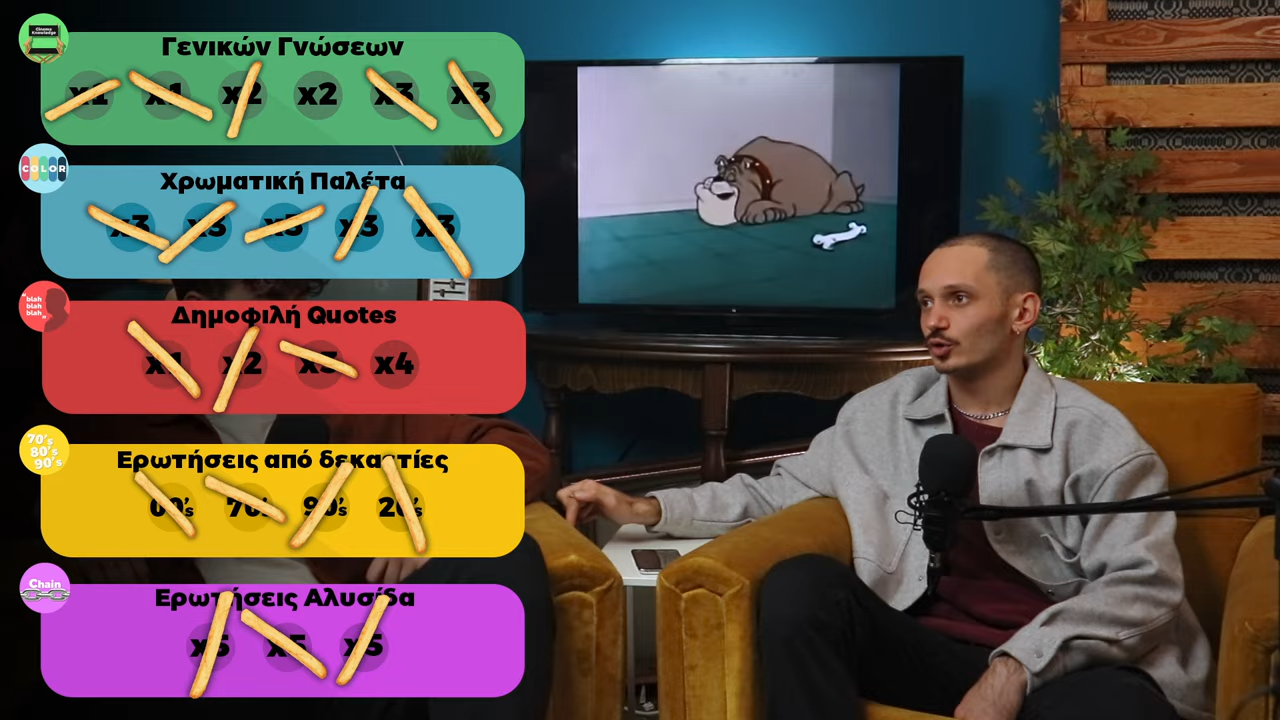 Cinema
Knowledge
Γενικών Γνώσεων
x1 x1 x2 x2 x3 x3
COLOR
Χρωματική Παλέτα
x3 x3 x3 x3 x3
"blah
blah
blah"
Δημοφιλή Quotes
x1 x2 x3 x4
70's
80's
90's
Ερωτήσεις από δεκαετίες
00's 70's 90's 20's
Chain
Ερωτήσεις Αλυσίδα
x5 x5 x5